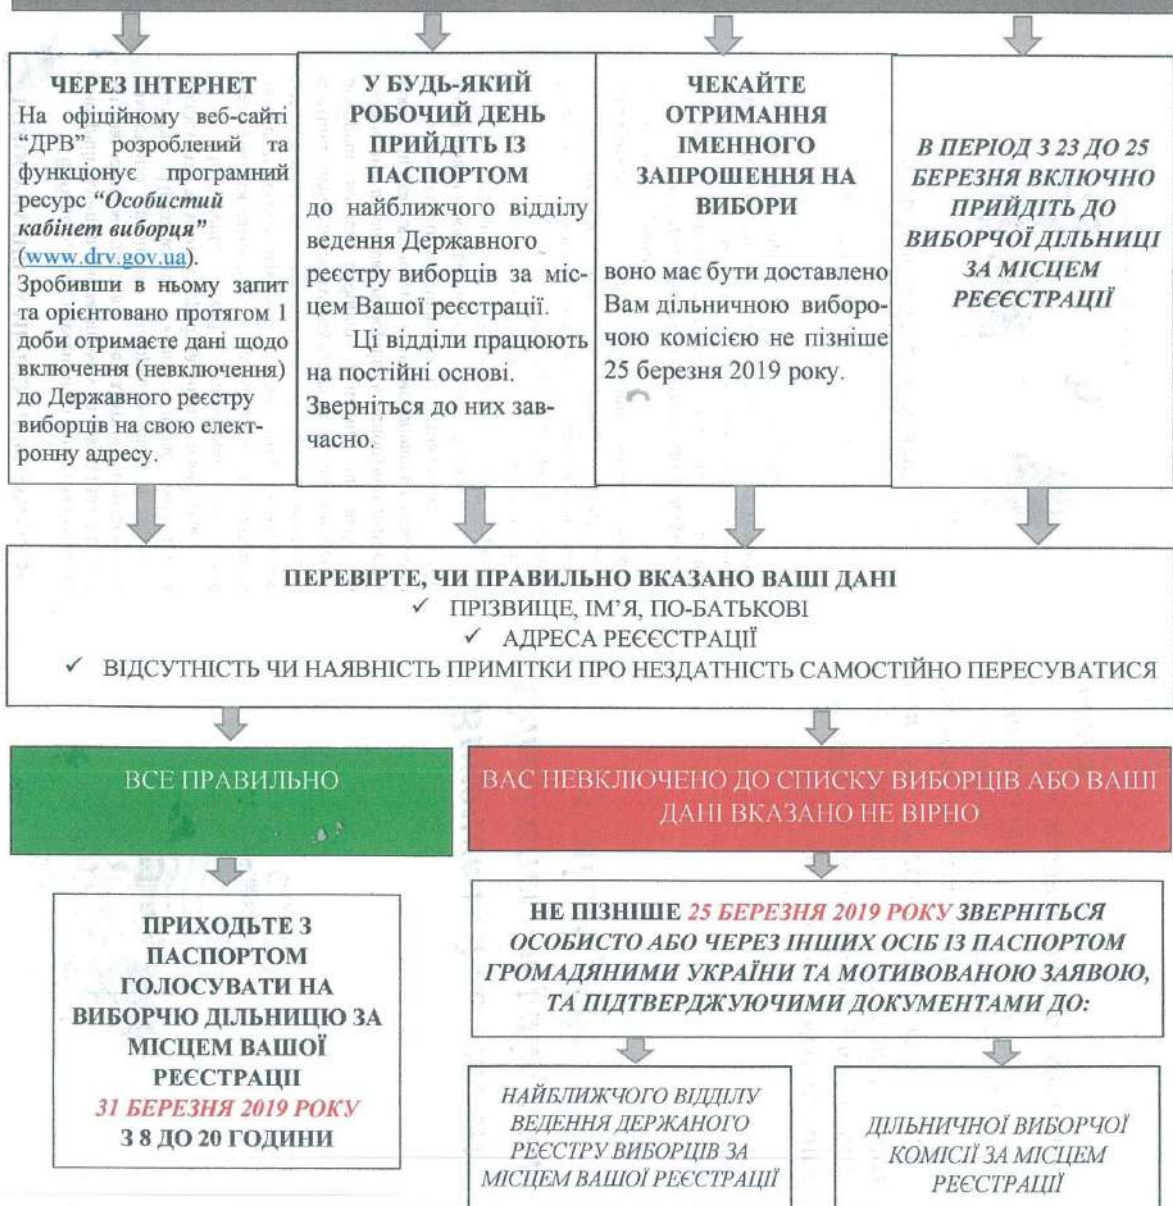 ЧЕРЕЗ ІНТЕРНЕТ
На офіційному веб-сайті
“ДРВ” розроблений та
функціонує програмний
ресурс “Особистий
кабінет виборця”
(www.drv.gov.ua).
Зробивши в ньому запит
та орієнтовано протягом 1
доби отримаєте дані щодо
включення (невключення)
до Державного реєстру
виборців на свою елект-
ронну адресу.
У БУДЬ-ЯКИЙ
РОБОЧИЙ ДЕНЬ
ПРИЙДІТЬ ІЗ
ПАСПОРТОМ
до найближчого відділу
ведення Державного
реєстру виборців за міс-
цем Вашої реєстрації.
Ці відділи працюють
на постійні основі.
Зверніться до них зав-
часно.
ЧЕКАЙТЕ
ОТРИМАННЯ
ІМЕННОГО
ЗАПРОШЕННЯ НА
ВИБОРИ
воно має бути доставлено
Вам дільничною виборо-
чою комісією не пізніше
25 березня 2019 року.
В ПЕРІОД З 23 ДО 25
БЕРЕЗНЯ ВКЛЮЧНО
ПРИЙДІТЬ ДО
ВИБОРЧОЇ ДІЛЬНИЦІ
ЗА МІСЦЕМ
РЕЄЄСТРАЦІЇ
ПЕРЕВІРТЕ, ЧИ ПРАВИЛЬНО ВКАЗАНО ВАШІ ДАНІ
✓ ПРІЗВИЩЕ, ІМ’Я, ПО-БАТЬКОВІ
✓ АДРЕСА РЕЄЄСТРАЦІЇ
✓ ВІДСУТНІСТЬ ЧИ НАЯВНІСТЬ ПРИМІТКИ ПРО НЕЗДАТНІСТЬ САМОСТІЙНО ПЕРЕСУВАТИСЯ
ВСЕ ПРАВИЛЬНО
ВАС НЕВКЛЮЧЕНО ДО СПИСКУ ВИБОРЦІВ АБО ВАШІ
ДАНІ ВКАЗАНО НЕ ВІРНО
ПРИХОДЬТЕ З
ПАСПОРТОМ
ГОЛОСУВАТИ НА
ВИБОРЧЮ ДІЛЬНИЦЮ ЗА
МІСЦЕМ ВАШОЇ
РЕЄСТРАЦІІ
31 БЕРЕЗНЯ 2019 РОКУ
З 8 ДО 20 ГОДИНИ
НЕ ПІЗНІШЕ 25 БЕРЕЗНЯ 2019 РОКУ ЗВЕРНІТЬСЯ
ОСОБИСТО АБО ЧЕРЕЗ ІНШИХ ОСІБ ІЗ ПАСПОРТОМ
ГРОМАДЯНИМИ УКРАЇНИ ТА МОТИВОВАНОЮ ЗАЯВОЮ,
ТА ПІДТВЕРДЖУЮЧИМИ ДОКУМЕНТАМИ ДО:
НАЙБЛИЖЧОГО ВІДДІЛУ
ВЕДЕННЯ ДЕРЖАНОГО
РЕЄСТРУ ВИБОРЦІВ ЗА
МІСЦЕМ ВАШОЇ РЕЄСТРАЦІЇ
ДІЛЬНИЧНОЇ ВИБОРЧОЇ
КОМІСІЇ ЗА МІСЦЕМ
РЕЄСТРАЦІЇ